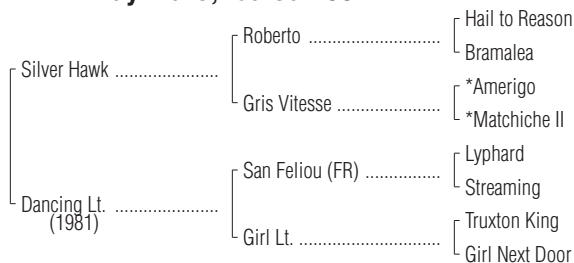 Hail to Reason
Roberto ........................................
Bramalea
Silver Hawk ................................
*Amerigo
Gris Vitesse ................................
*Matchiche II
Lyphard
San Feliou (FR) .......................
Streaming
Dancing Lt. ................................
(1981)
Truxton King
Girl Lt. ...........................................
Girl Next Door